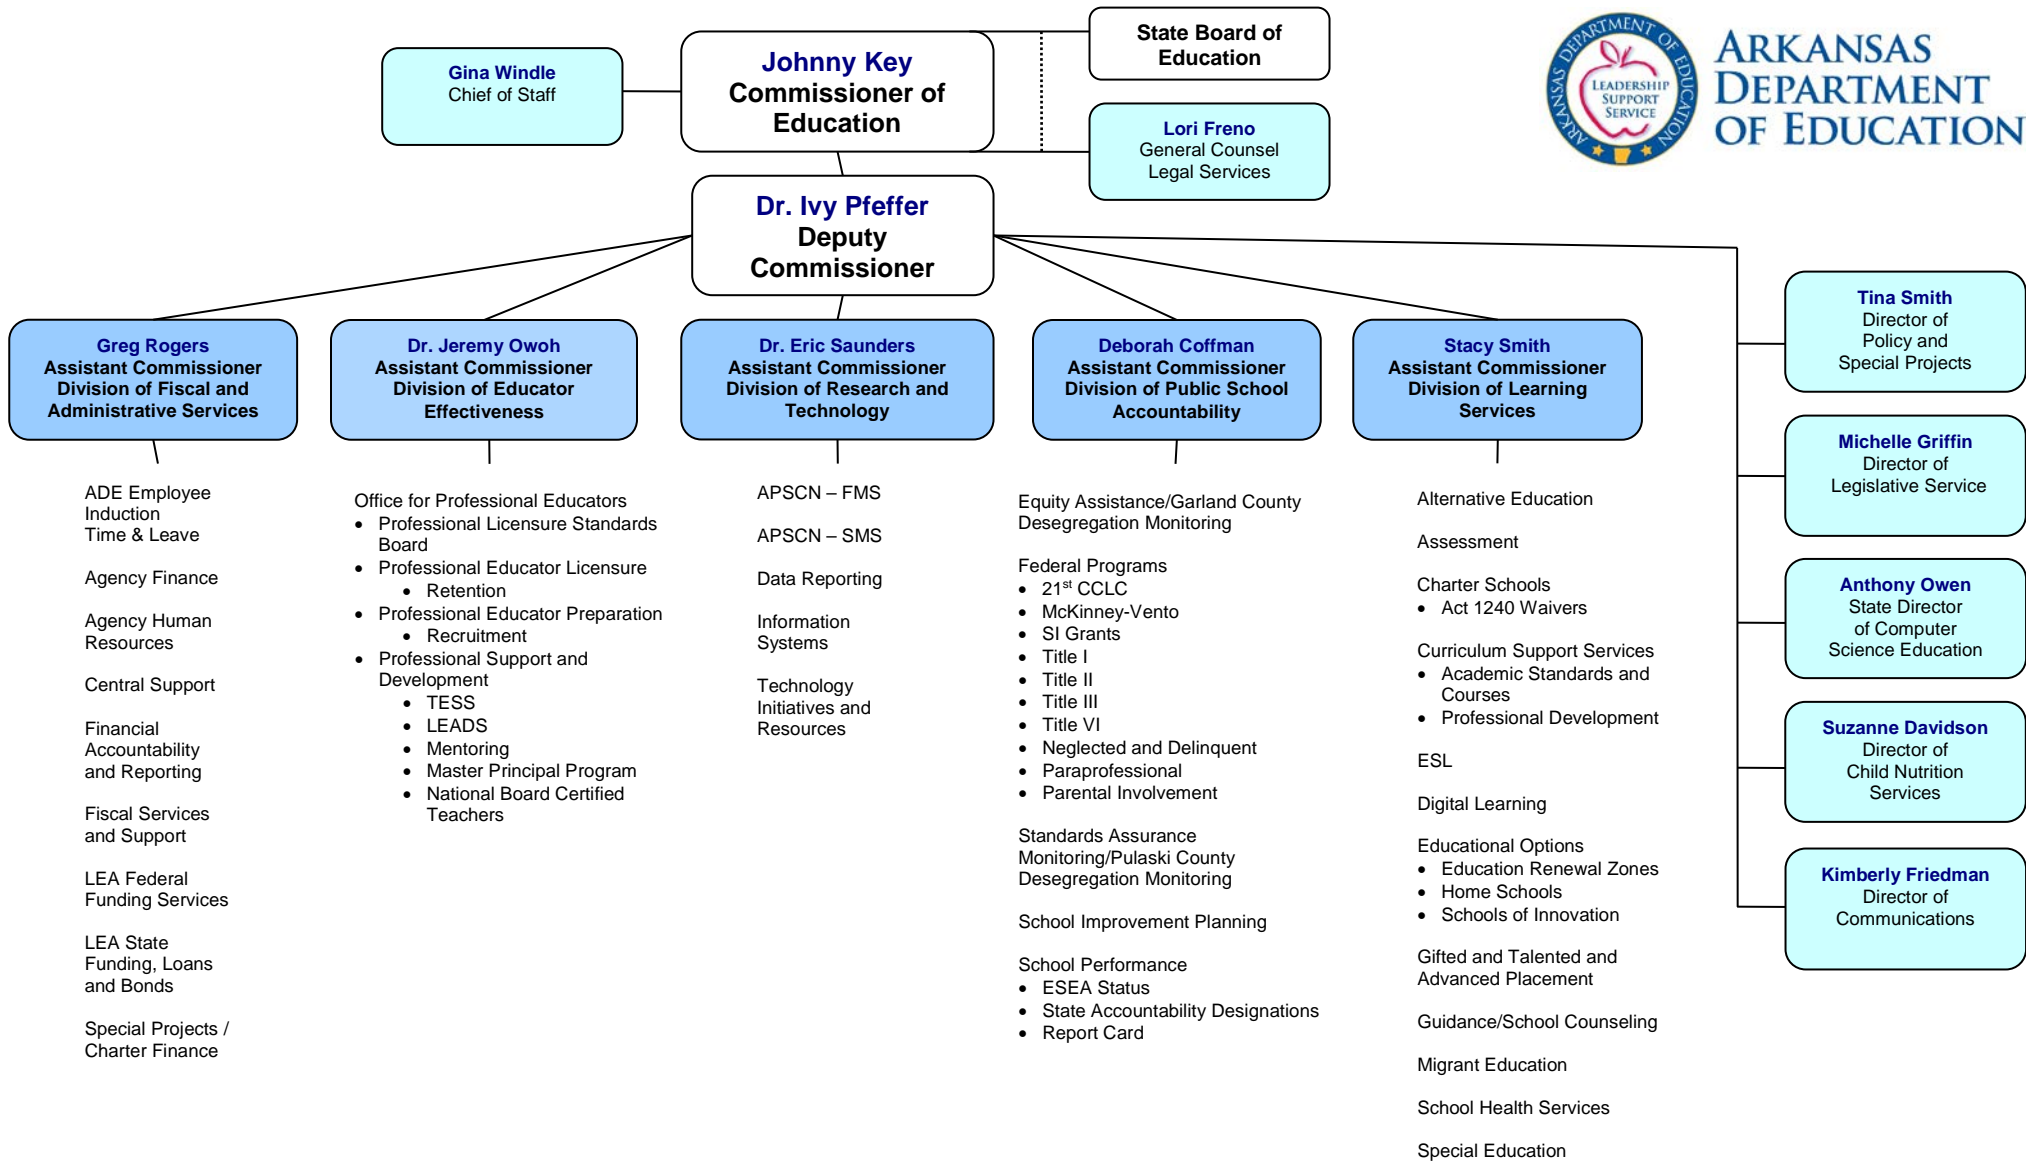 Gina Windle
Chief of Staff
Johnny Key
Commissioner of
Education
State Board of
Education
Lori Freno
General Counsel
Legal Services
ARKANSAS DEPARTMENT OF EDUCATION
LEADERSHIP
SUPPORT
SERVICE
ARKANSAS
DEPARTMENT
OF EDUCATION
Dr. Ivy Pfeffer
Deputy
Commissioner
Greg Rogers
Assistant Commissioner
Division of Fiscal and
Administrative Services
Dr. Jeremy Owoh
Assistant Commissioner
Division of Educator
Effectiveness
Dr. Eric Saunders
Assistant Commissioner
Division of Research and
Technology
Deborah Coffman
Assistant Commissioner
Division of Public School
Accountability
Stacy Smith
Assistant Commissioner
Division of Learning
Services
Tina Smith
Director of
Policy and
Special Projects
Michelle Griffin
Director of
Legislative Service
Anthony Owen
State Director
of Computer
Science Education
Suzanne Davidson
Director of
Child Nutrition
Services
Kimberly Friedman
Director of
Communications
ADE Employee
Induction
Time & Leave
Agency Finance
Agency Human
Resources
Central Support
Financial
Accountability
and Reporting
Fiscal Services
and Support
LEA Federal
Funding Services
LEA State
Funding, Loans
and Bonds
Special Projects /
Charter Finance
Office for Professional Educators
• Professional Licensure Standards
Board
• Professional Educator Licensure
• Retention
• Professional Educator Preparation
• Recruitment
• Professional Support and
Development
• TESS
• LEADS
• Mentoring
• Master Principal Program
• National Board Certified
Teachers
APSCN – FMS
APSCN – SMS
Data Reporting
Information
Systems
Technology
Initiatives and
Resources
Equity Assistance/Garland County
Desegregation Monitoring
Federal Programs
• 21st CCLC
• McKinney-Vento
• SI Grants
• Title I
• Title II
• Title III
• Title VI
• Neglected and Delinquent
• Paraprofessional
• Parental Involvement
Standards Assurance
Monitoring/Pulaski County
Desegregation Monitoring
School Improvement Planning
School Performance
• ESEA Status
• State Accountability Designations
• Report Card
Alternative Education
Assessment
Charter Schools
• Act 1240 Waivers
Curriculum Support Services
• Academic Standards and
Courses
• Professional Development
ESL
Digital Learning
Educational Options
• Education Renewal Zones
• Home Schools
• Schools of Innovation
Gifted and Talented and
Advanced Placement
Guidance/School Counseling
Migrant Education
School Health Services
Special Education